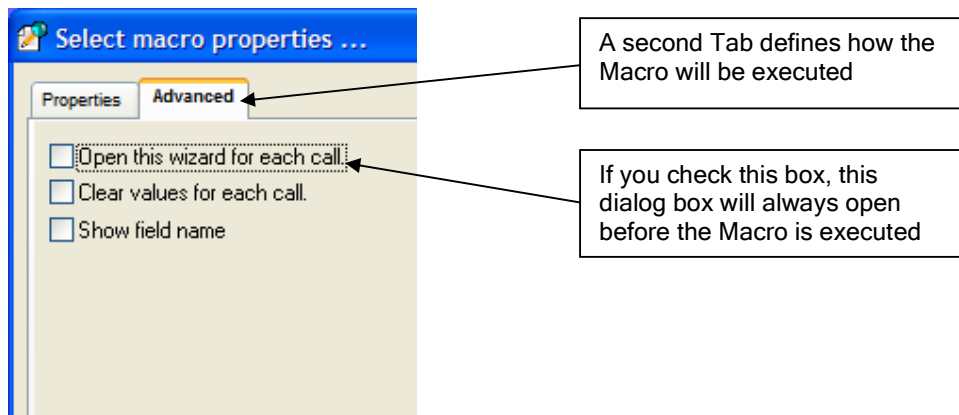 Select macro properties ...
A second Tab defines how the
Macro will be executed
Properties
Advanced
Open this wizard for each call.
Clear values for each call.
Show field name
If you check this box, this
dialog box will always open
before the Macro is executed